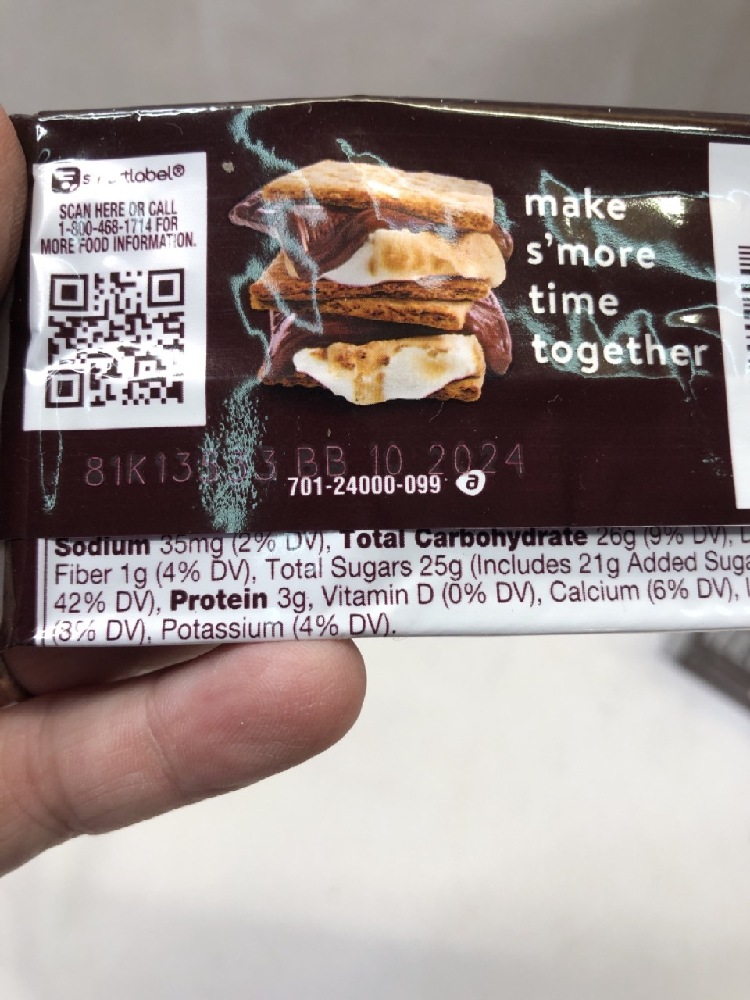 SCAN HERE OR CALL
1-800-468-1714 FOR
MORE FOOD INFORMATION.
make
s'more
time
together
BB 10 2024
701-24000-099
Sodium 35mg (2% DV), Total Carbohydrate 26g (9% DV),
Fiber 1g (4% DV), Total Sugars 25g (Includes 21g Added
42% DV), Protein 3g, Vitamin D (0% DV), Calcium (6% DV),
(3% DV), Potassium (4% DV).